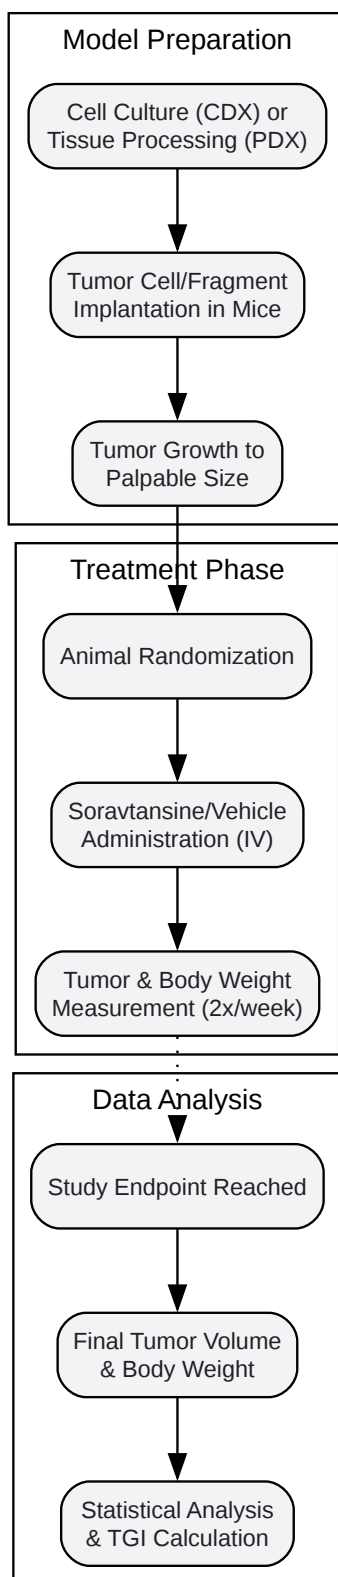 Model Preparation
Cell Culture (CDX) or
Tissue Processing (PDX)
Tumor Cell/Fragment
Implantation in Mice
Tumor Growth to
Palpable Size
Treatment Phase
Animal Randomization
Soravtansine/Vehicle
Administration (IV)
Tumor & Body Weight
Measurement (2x/week)
Data Analysis
Study Endpoint Reached
Final Tumor Volume
& Body Weight
Statistical Analysis
& TGI Calculation